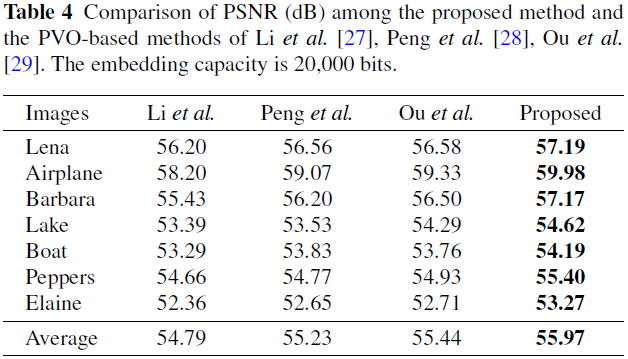 Table 4 Comparison of PSNR (dB) among the proposed method and
the PVO-based methods of Li et al. [27], Peng et al. [28], Ou et al.
[29]. The embedding capacity is 20,000 bits.
Images Li et al. Peng et al. Ou et al. Proposed
Lena 56.20 56.56 56.58 57.19
Airplane 58.20 59.07 59.33 59.98
Barbara 55.43 56.20 56.50 57.17
Lake 53.39 53.53 54.29 54.62
Boat 53.29 53.83 53.76 54.19
Peppers 54.66 54.77 54.93 55.40
Elaine 52.36 52.65 52.71 53.27
Average 54.79 55.23 55.44 55.97